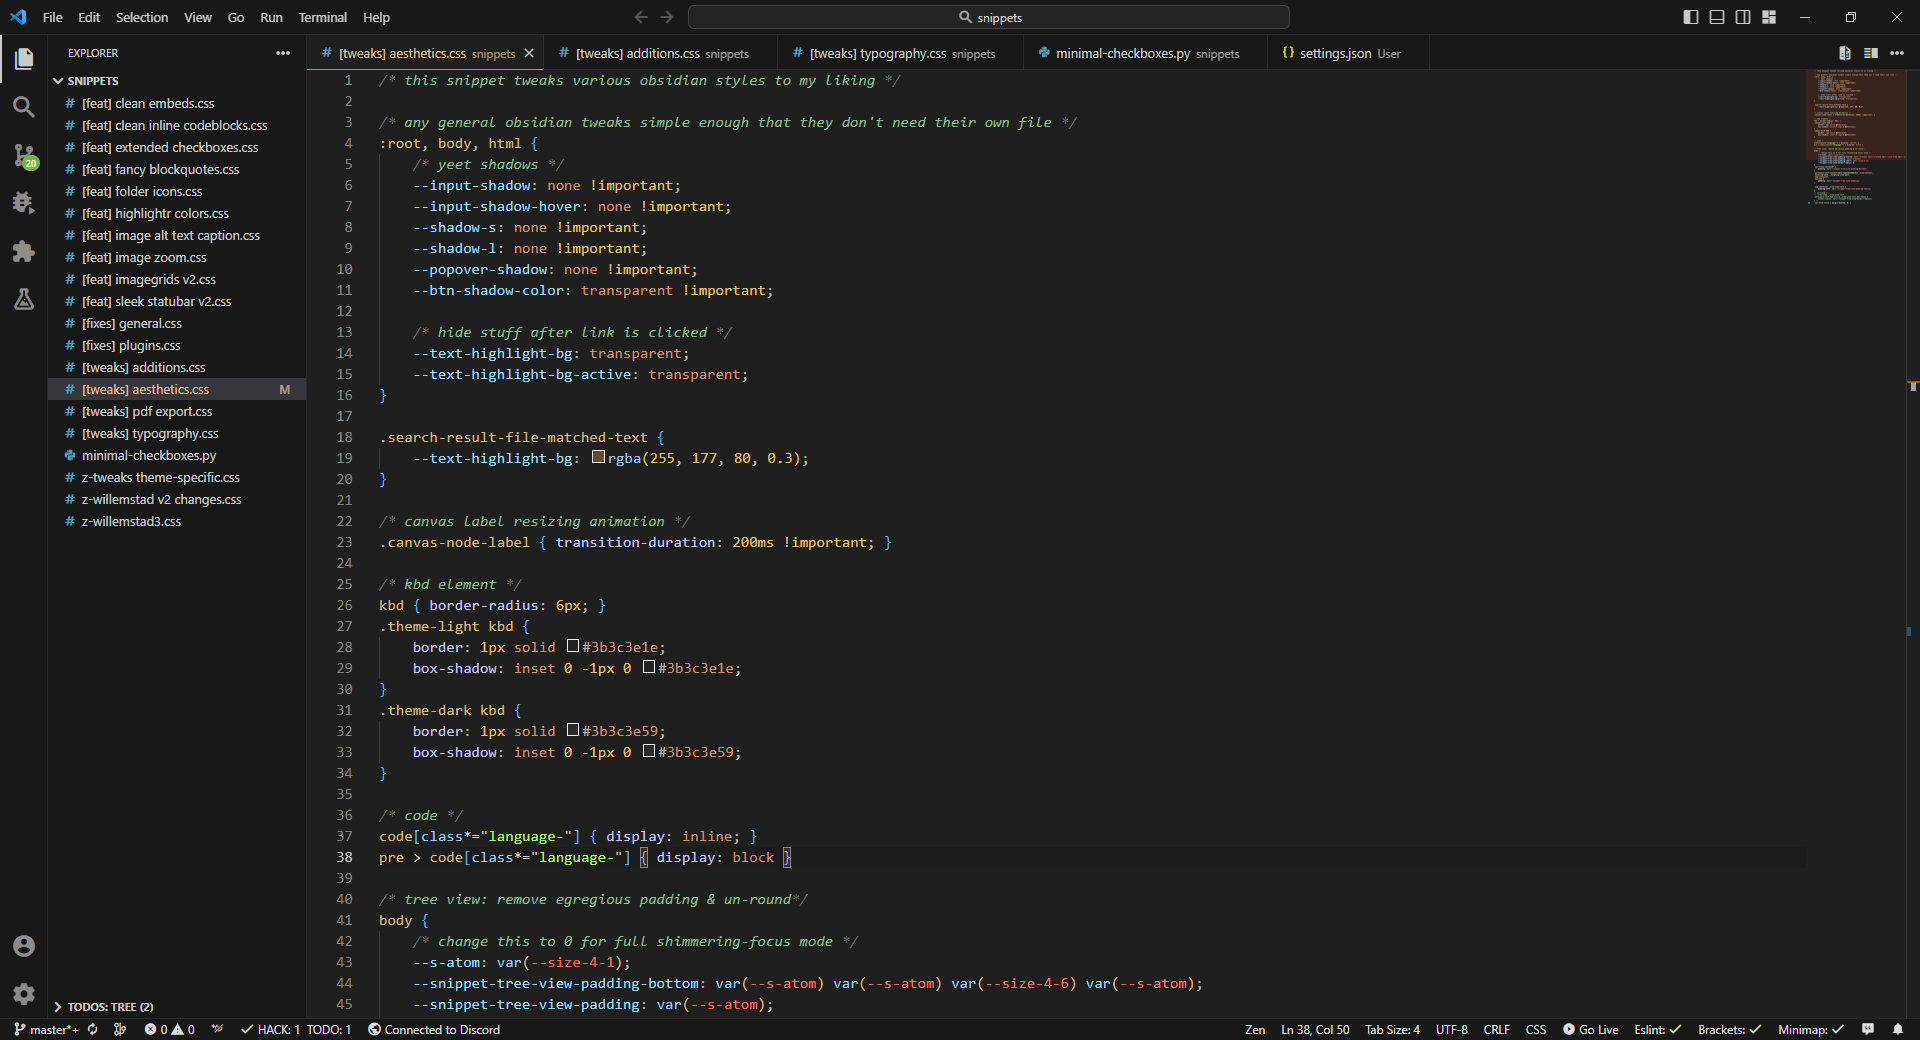 File Edit Selection View Go Run Terminal Help
snippets
EXPLORER
SNIPPETS
# [feat] clean embeds.css
# [feat] clean inline codeblocks.css
# [feat] extended checkboxes.css
# [feat] fancy blockquotes.css
# [feat] folder icons.css
# [feat] highlightr colors.css
# [feat] image alt text caption.css
# [feat] image zoom.css
# [feat] imagegrids v2.css
# [feat] sleek statubar v2.css
# [fixes] general.css
# [fixes] plugins.css
# [tweaks] additions.css
# [tweaks] aesthetics.css M
# [tweaks] pdf export.css
# [tweaks] typography.css
minimal-checkboxes.py
# z-tweaks theme-specific.css
# z-willemstad v2 changes.css
# z-willemstad3.css
TODOS: TREE (2)
20
# [tweaks] aesthetics.css snippets # [tweaks] additions.css snippets # [tweaks] typography.css snippets minimal-checkboxes.py snippets {} settings.json User
1 /* this snippet tweaks various obsidian styles to my liking */
2
3 /* any general obsidian tweaks simple enough that they don't need their own file */
4 :root, body, html {
5 /* yeet shadows */
6 --input-shadow: none !important;
7 --input-shadow-hover: none !important;
8 --shadow-s: none !important;
9 --shadow-l: none !important;
10 --popover-shadow: none !important;
11 --btn-shadow-color: transparent !important;
12
13 /* hide stuff after link is clicked */
14 --text-highlight-bg: transparent;
15 --text-highlight-bg-active: transparent;
16 }
17
18 .search-result-file-matched-text {
19 --text-highlight-bg: rgba(255, 177, 80, 0.3);
20 }
21
22 /* canvas label resizing animation */
23 .canvas-node-label { transition-duration: 200ms !important; }
24
25 /* kbd element */
26 kbd { border-radius: 6px; }
27 .theme-light kbd {
28 border: 1px solid #3b3c3e1e;
29 box-shadow: inset 0 -1px 0 #3b3c3e1e;
30 }
31 .theme-dark kbd {
32 border: 1px solid #3b3c3e59;
33 box-shadow: inset 0 -1px 0 #3b3c3e59;
34 }
35
36 /* code */
37 code[class*="language-"] { display: inline; }
38 pre > code[class*="language-"] { display: block }
39
40 /* tree view: remove egregious padding & un-round*/
41 body {
42 /* change this to 0 for full shimmering-focus mode */
43 --s-atom: var(--size-4-1);
44 --snippet-tree-view-padding-bottom: var(--s-atom) var(--s-atom) var(--size-4-6) var(--s-atom);
45 --snippet-tree-view-padding: var(--s-atom);
master*+ 0 0 HACK: 1 TODO: 1 Connected to Discord Zen Ln 38, Col 50 Tab Size: 4 UTF-8 CRLF CSS Go Live Eslint: Brackets: Minimap: